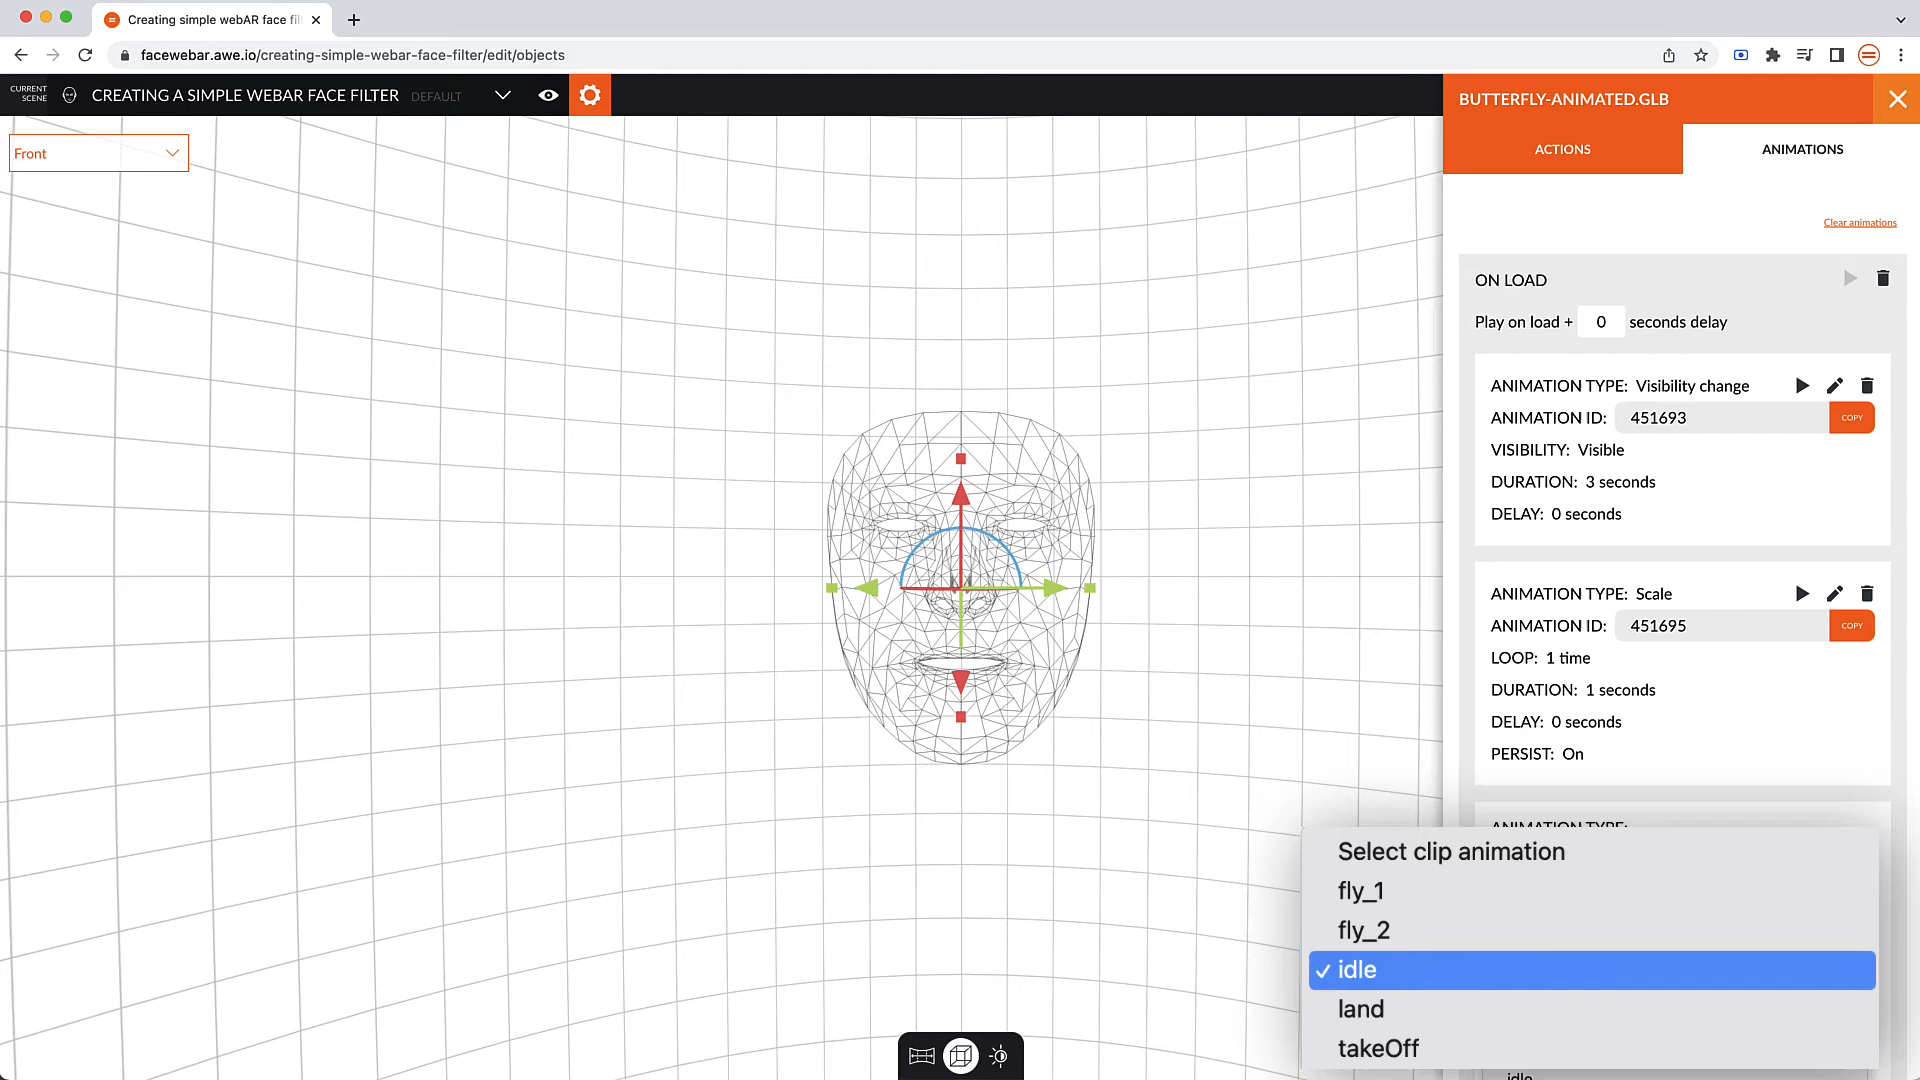 Creating simple webAR face fil
facewebar.awe.io/creating-simple-webar-face-filter/edit/objects
CURRENT
SCENE
CREATING A SIMPLE WEBAR FACE FILTER DEFAULT
BUTTERFLY-ANIMATED.GLB
ACTIONS ANIMATIONS
Front
Clear animations
ON LOAD
Play on load + 0 seconds delay
ANIMATION TYPE: Visibility change
ANIMATION ID: 451693 COPY
VISIBILITY: Visible
DURATION: 3 seconds
DELAY: 0 seconds
ANIMATION TYPE: Scale
ANIMATION ID: 451695 COPY
LOOP: 1 time
DURATION: 1 seconds
DELAY: 0 seconds
PERSIST: On
ANIMATION TYPE:
Select clip animation
fly_1
fly_2
✓ idle
land
takeOff
idle